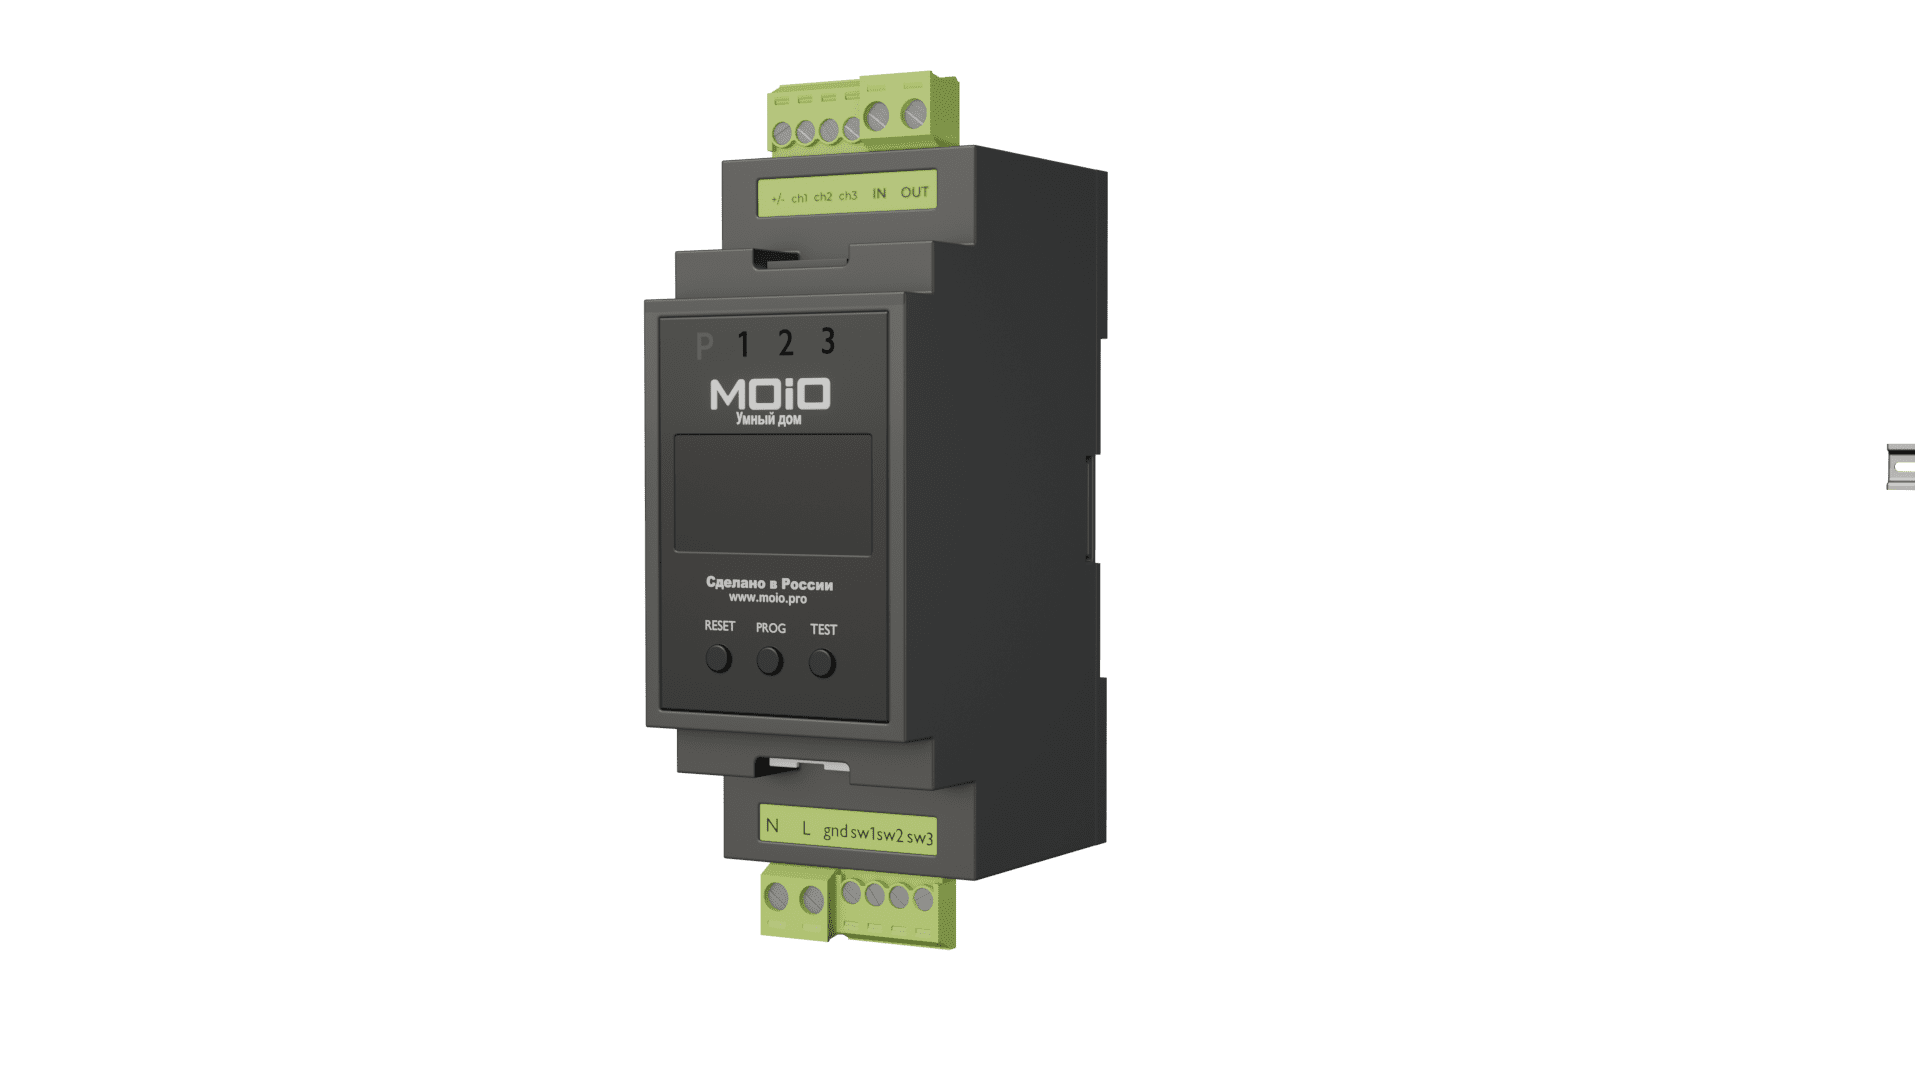 +/- ch1 ch2 ch3 IN OUT
P 1 2 3
MOiO
Умный дом
Сделано в России
www.moio.pro
RESET PROG TEST
N L gnd sw1 sw2 sw3